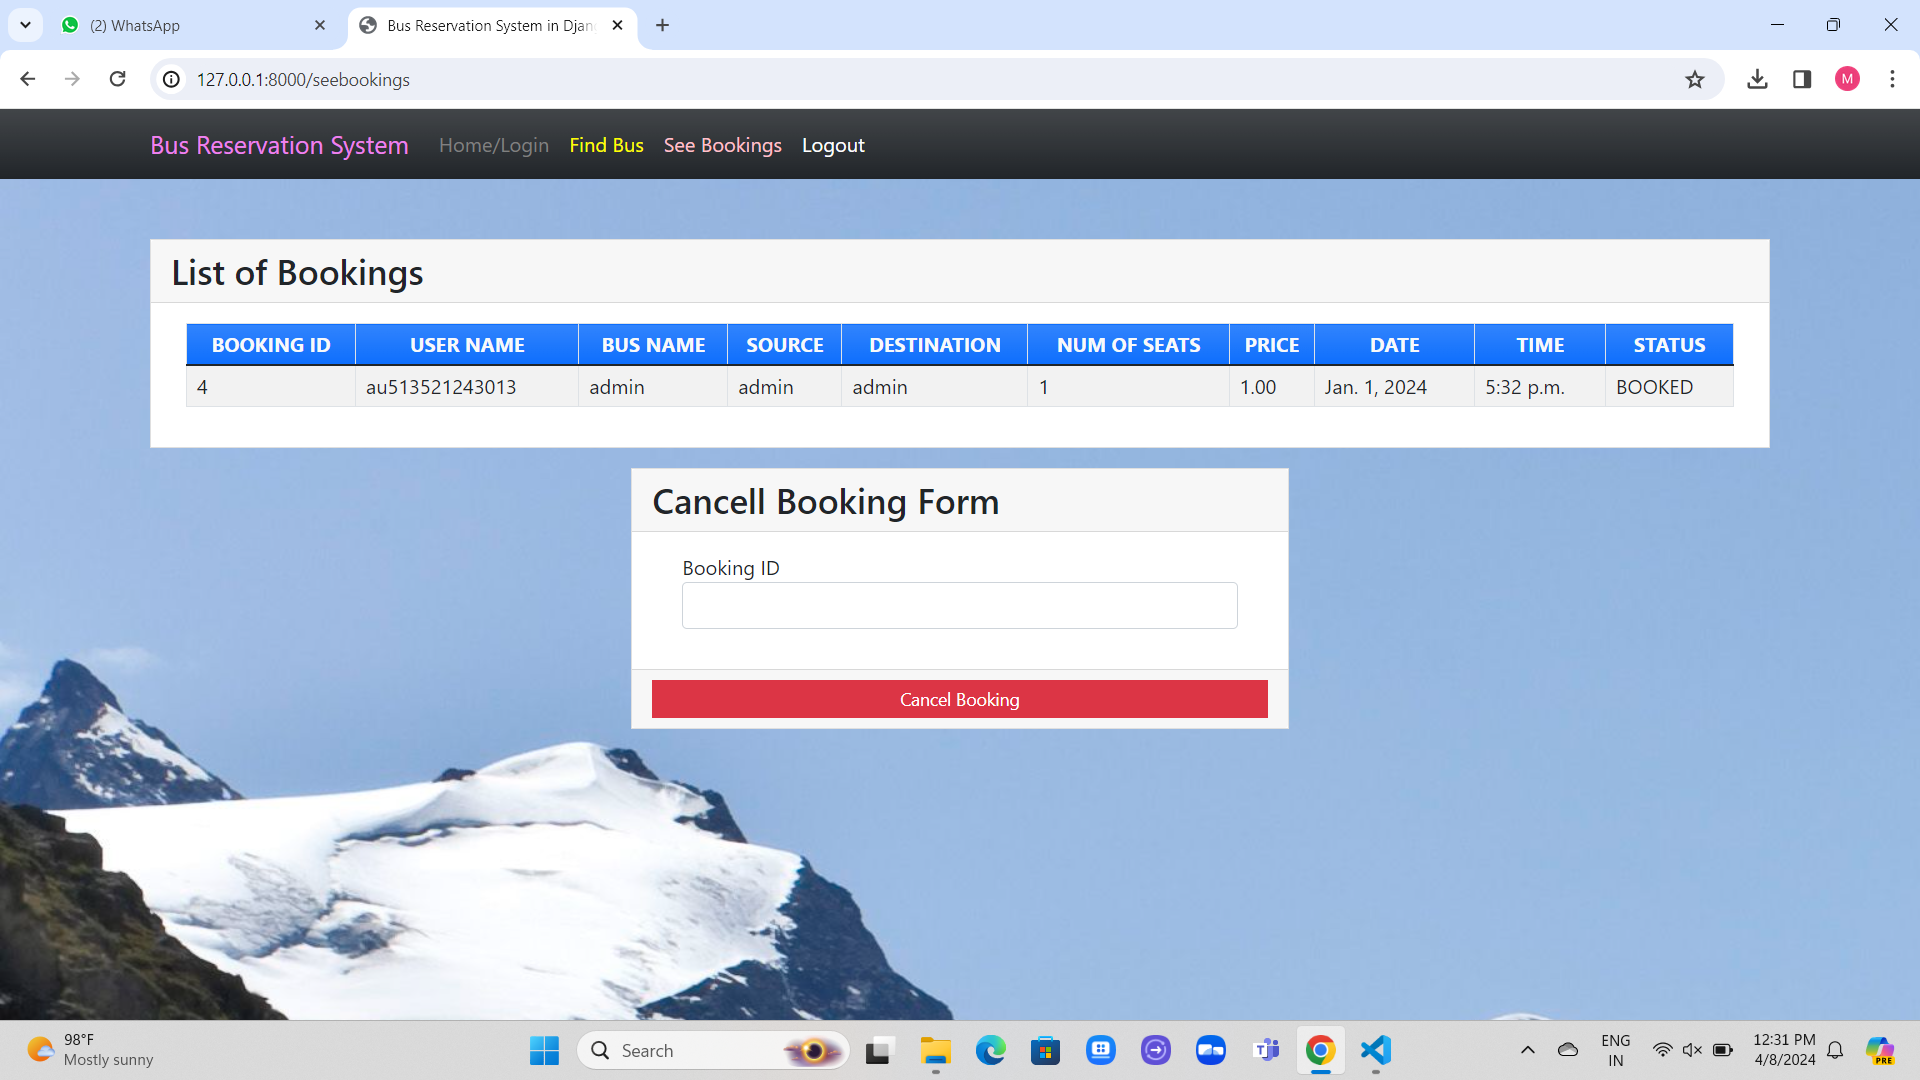 (2) WhatsApp
Bus Reservation System in Djan
127.0.0.1:8000/seebookings
M
Bus Reservation System Home/Login Find Bus See Bookings Logout
List of Bookings
BOOKING ID USER NAME BUS NAME SOURCE DESTINATION NUM OF SEATS PRICE DATE TIME STATUS
4 au513521243013 admin admin admin 1 1.00 Jan. 1, 2024 5:32 p.m. BOOKED
Cancell Booking Form
Booking ID
Cancel Booking
98°F
Mostly sunny
Search
ENG
IN
12:31 PM
4/8/2024
PRE